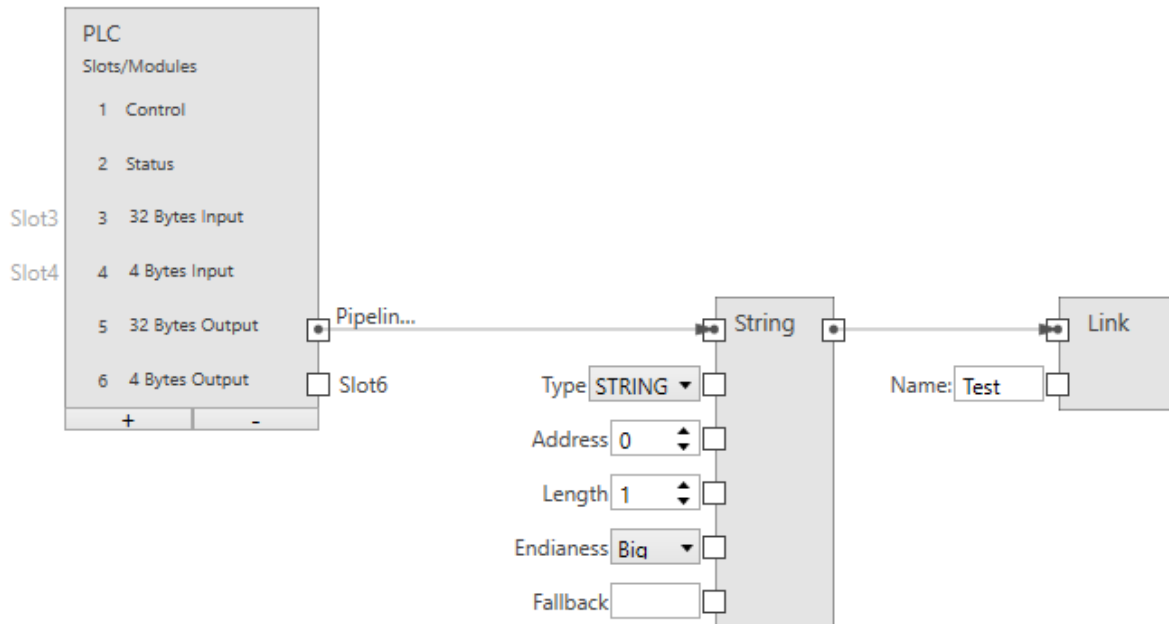 PLC
Slots/Modules
1 Control
2 Status
Slot3 3 32 Bytes Input
Slot4 4 4 Bytes Input
5 32 Bytes Output Pipelin... String Link
6 4 Bytes Output Slot6 Type STRING Name: Test
+ -
Address 0
Length 1
Endianess Big
Fallback